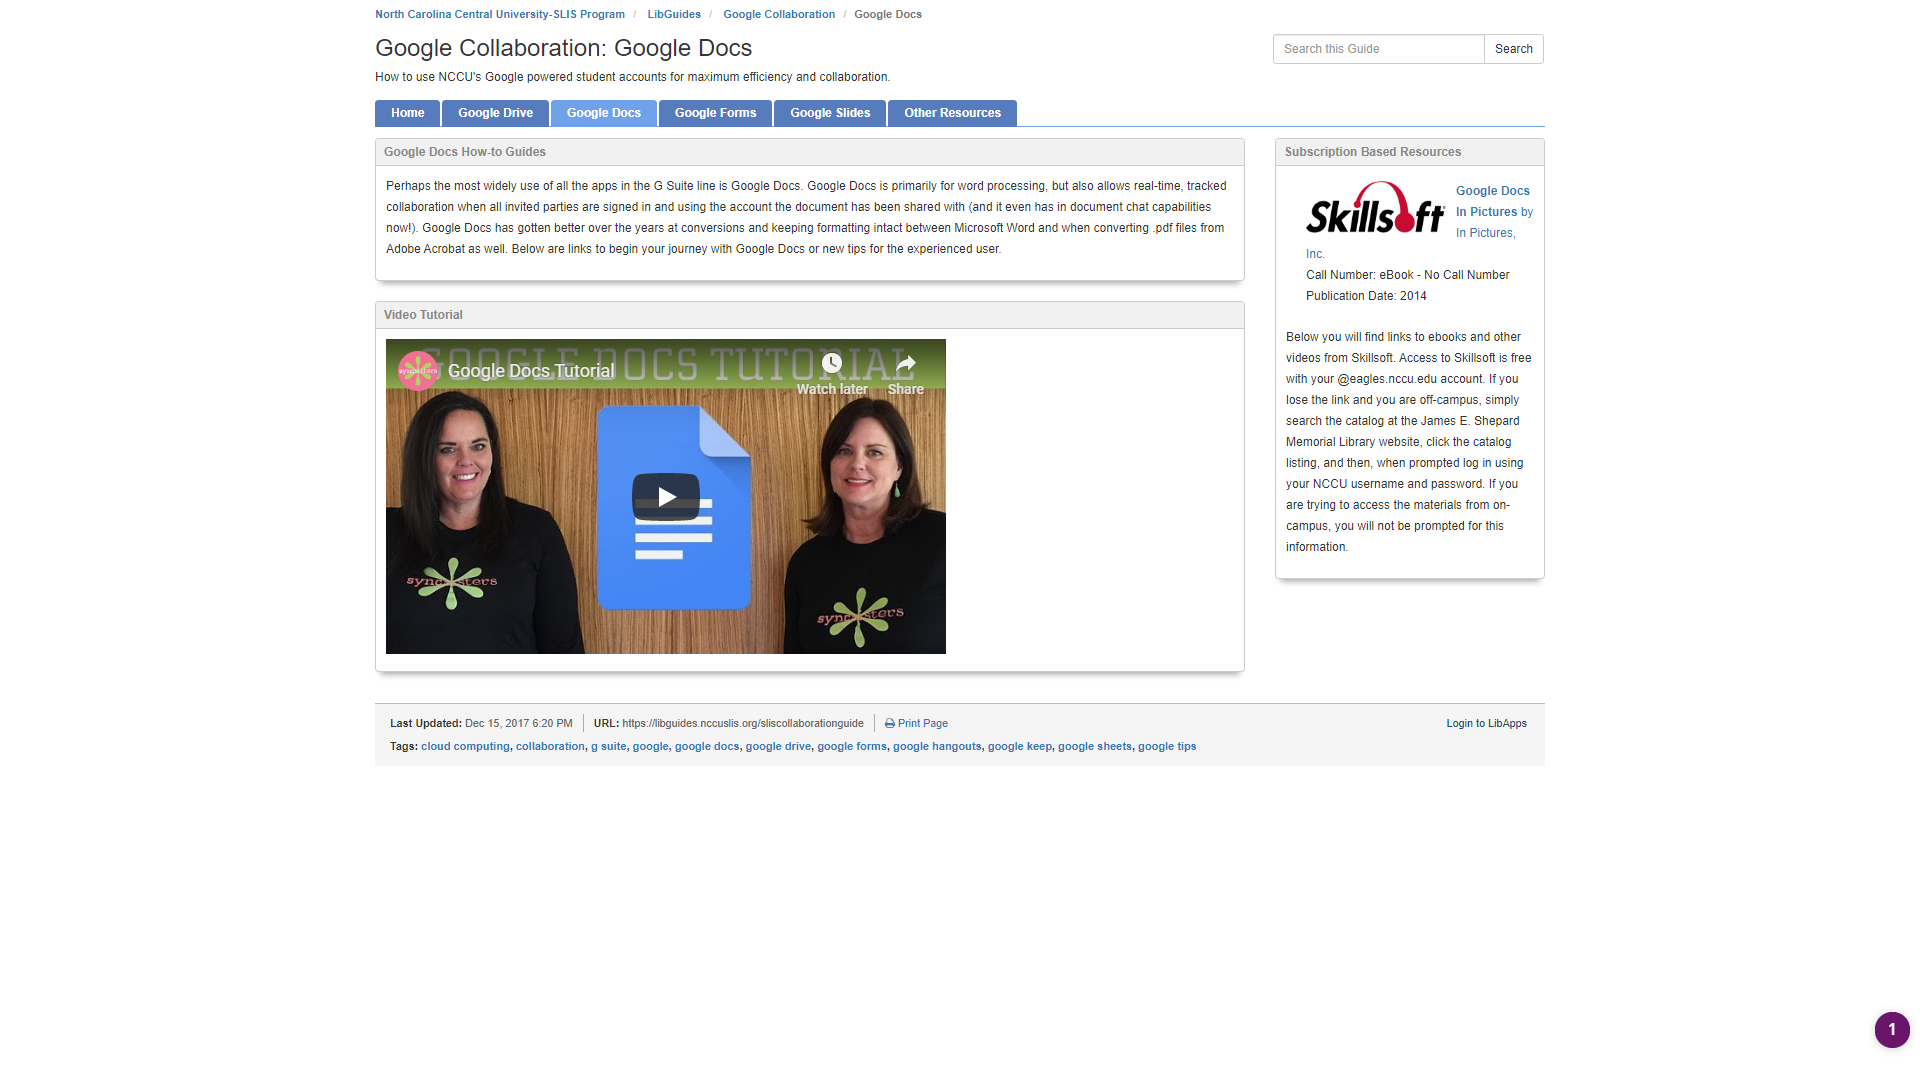 North Carolina Central University-SLIS Program / LibGuides / Google Collaboration / Google Docs
Google Collaboration: Google Docs
Search this Guide Search
How to use NCCU's Google powered student accounts for maximum efficiency and collaboration.
Home Google Drive Google Docs Google Forms Google Slides Other Resources
Google Docs How-to Guides
Perhaps the most widely use of all the apps in the G Suite line is Google Docs. Google Docs is primarily for word processing, but also allows real-time, tracked
collaboration when all invited parties are signed in and using the account the document has been shared with (and it even has in document chat capabilities
now!). Google Docs has gotten better over the years at conversions and keeping formatting intact between Microsoft Word and when converting .pdf files from
Adobe Acrobat as well. Below are links to begin your journey with Google Docs or new tips for the experienced user.
Video Tutorial
GOOGLE DOCS TUTORIAL
syncsisters
Google Docs Tutorial
Watch later
Share
syncsisters
syncsisters
Subscription Based Resources
Skillsoft
Google Docs
In Pictures by
In Pictures,
Inc.
Call Number: eBook - No Call Number
Publication Date: 2014
Below you will find links to ebooks and other
videos from Skillsoft. Access to Skillsoft is free
with your @eagles.nccu.edu account. If you
lose the link and you are off-campus, simply
search the catalog at the James E. Shepard
Memorial Library website, click the catalog
listing, and then, when prompted log in using
your NCCU username and password. If you
are trying to access the materials from on-
campus, you will not be prompted for this
information.
Last Updated: Dec 15, 2017 6:20 PM URL: https://libguides.nccuslis.org/sliscollaborationguide Print Page Login to LibApps
Tags: cloud computing, collaboration, g suite, google, google docs, google drive, google forms, google hangouts, google keep, google sheets, google tips
1